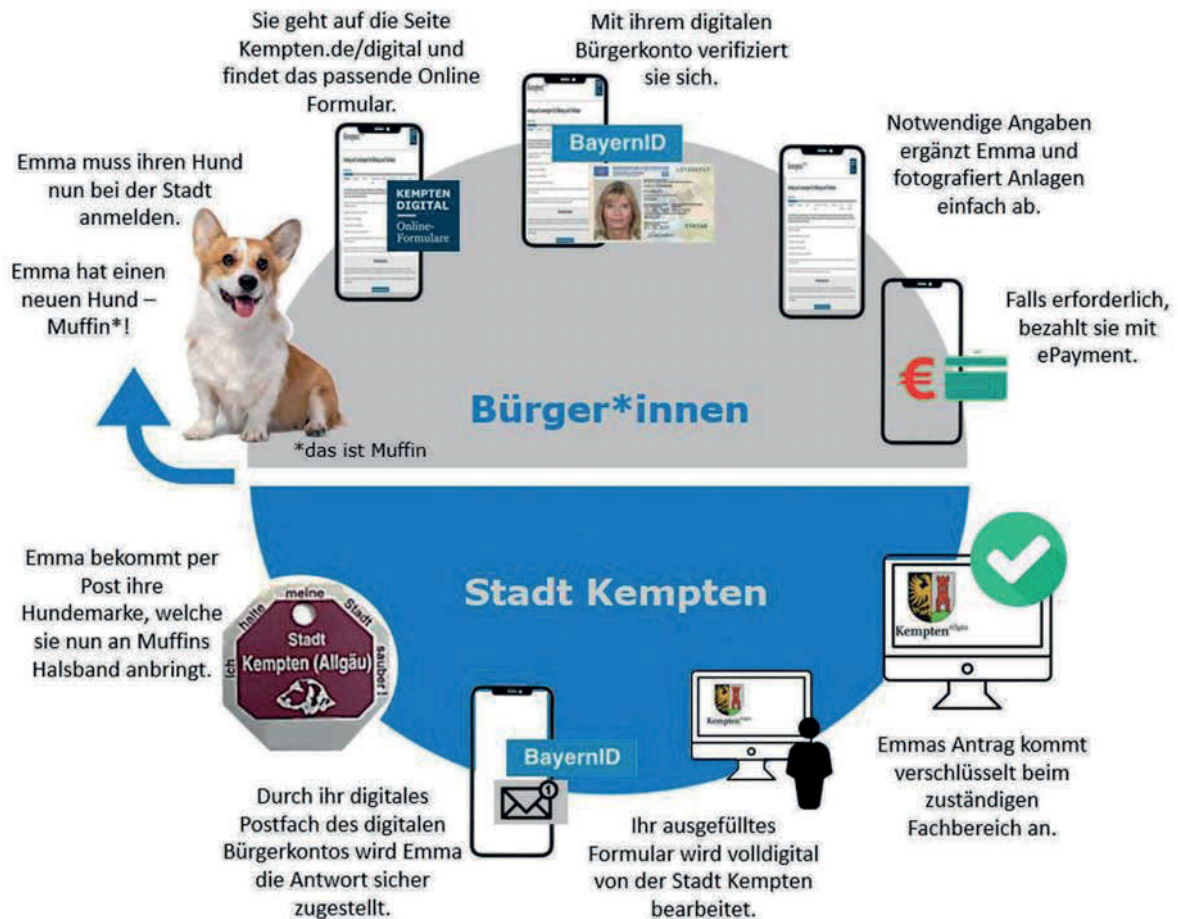 Emma hat einen
neuen Hund –
Muffin*!
Emma muss ihren Hund
nun bei der Stadt
anmelden.
*das ist Muffin
Sie geht auf die Seite
Kempten.de/digital und
findet das passende Online
Formular.
KEMPTEN
DIGITAL
Online-
Formulare
Mit ihrem digitalen
Bürgerkonto verifiziert
sie sich.
BayernID
Notwendige Angaben
ergänzt Emma und
fotografiert Anlagen
einfach ab.
Falls erforderlich,
bezahlt sie mit
ePayment.
€
Bürger*innen
Stadt Kempten
Kempten Allgäu
Emmas Antrag kommt
verschlüsselt beim
zuständigen
Fachbereich an.
Kempten Allgäu
Ihr ausgefülltes
Formular wird volldigital
von der Stadt Kempten
bearbeitet.
BayernID
1
Durch ihr digitales
Postfach des digitalen
Bürgerkontos wird Emma
die Antwort sicher
zugestellt.
Emma bekommt per
Post ihre
Hundemarke, welche
sie nun an Muffins
Halsband anbringt.
Ich halte meine Stadt sauber!
Stadt
Kempten (Allgäu)